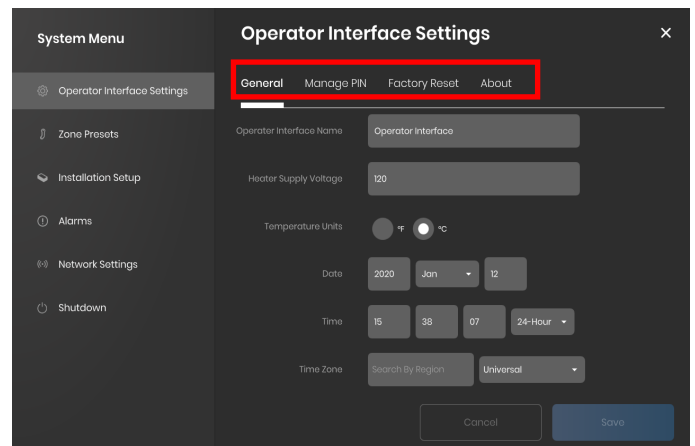 System Menu
Operator Interface Settings
Zone Presets
Installation Setup
Alarms
Network Settings
Shutdown
Operator Interface Settings
General Manage PIN Factory Reset About
Operator Interface Name Operator Interface
Heater Supply Voltage 120
Temperature Units °F °C
Date 2020 Jan 12
Time 15 38 07 24-Hour
Time Zone Search By Region Universal
Cancel Save